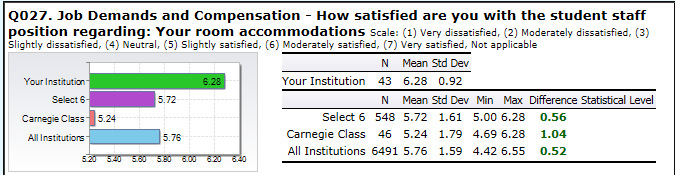 Q027. Job Demands and Compensation - How satisfied are you with the student staff
position regarding: Your room accommodations Scale: (1) Very dissatisfied, (2) Moderately dissatisfied, (3)
Slightly dissatisfied, (4) Neutral, (5) Slightly satisfied, (6) Moderately satisfied, (7) Very satisfied, Not applicable
Your Institution 6.28
Select 6 5.72
Carnegie Class 5.24
All Institutions 5.76
5.20 5.40 5.60 5.80 6.00 6.20 6.40
N Mean Std Dev
Your Institution 43 6.28 0.92
N Mean Std Dev Min Max Difference Statistical Level
Select 6 548 5.72 1.61 5.00 6.28 0.56
Carnegie Class 46 5.24 1.79 4.69 6.28 1.04
All Institutions 6491 5.76 1.59 4.42 6.55 0.52